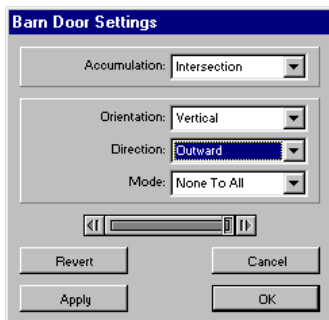 Barn Door Settings
Accumulation: Intersection
Orientation: Vertical
Direction: Outward
Mode: None To All
Revert Cancel
Apply OK